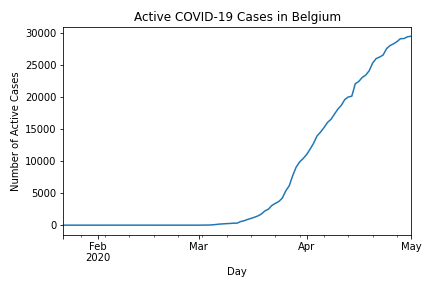 Active COVID-19 Cases in Belgium
Number of Active Cases
30000
25000
20000
15000
10000
5000
0
Feb Mar Apr May
2020
Day